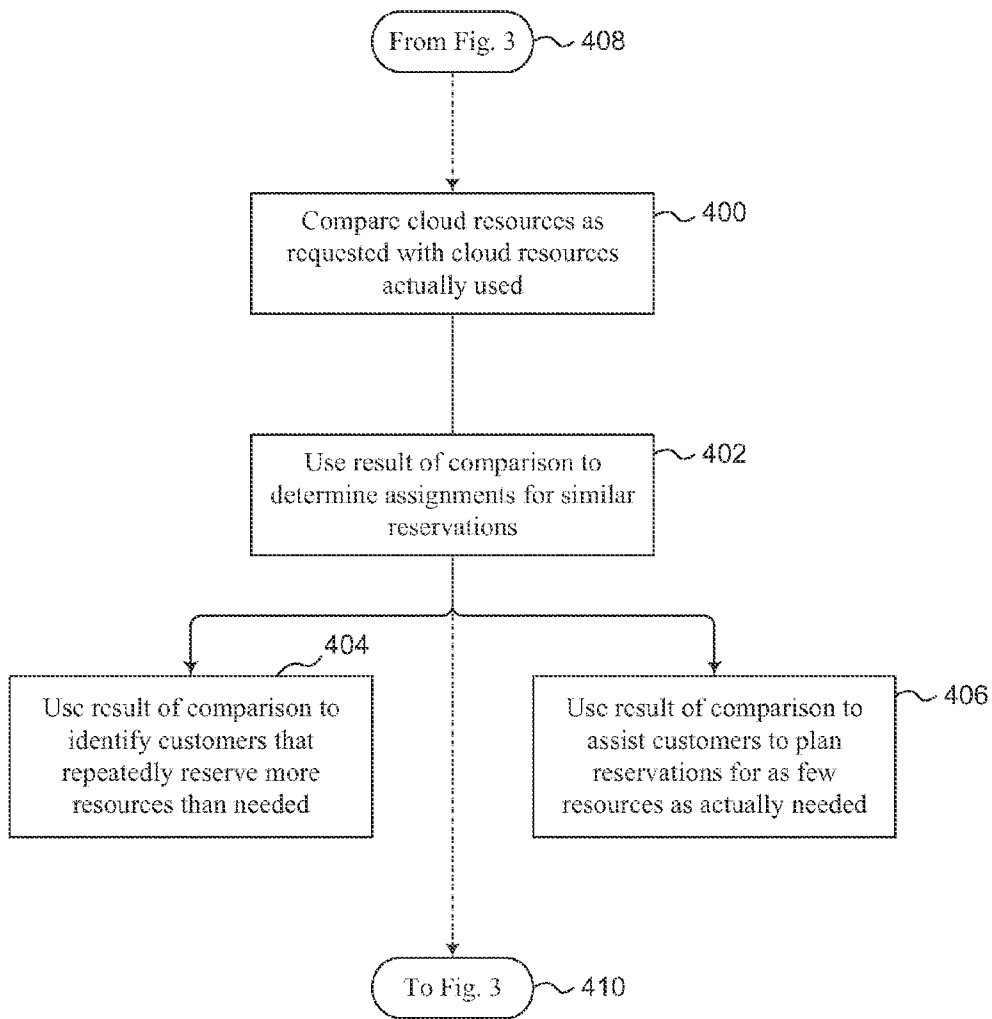 From Fig. 3
408
Compare cloud resources as
requested with cloud resources
actually used
400
Use result of comparison to
determine assignments for similar
reservations
402
404
Use result of comparison to
identify customers that
repeatedly reserve more
resources than needed
Use result of comparison to
assist customers to plan
reservations for as few
resources as actually needed
406
To Fig. 3
410